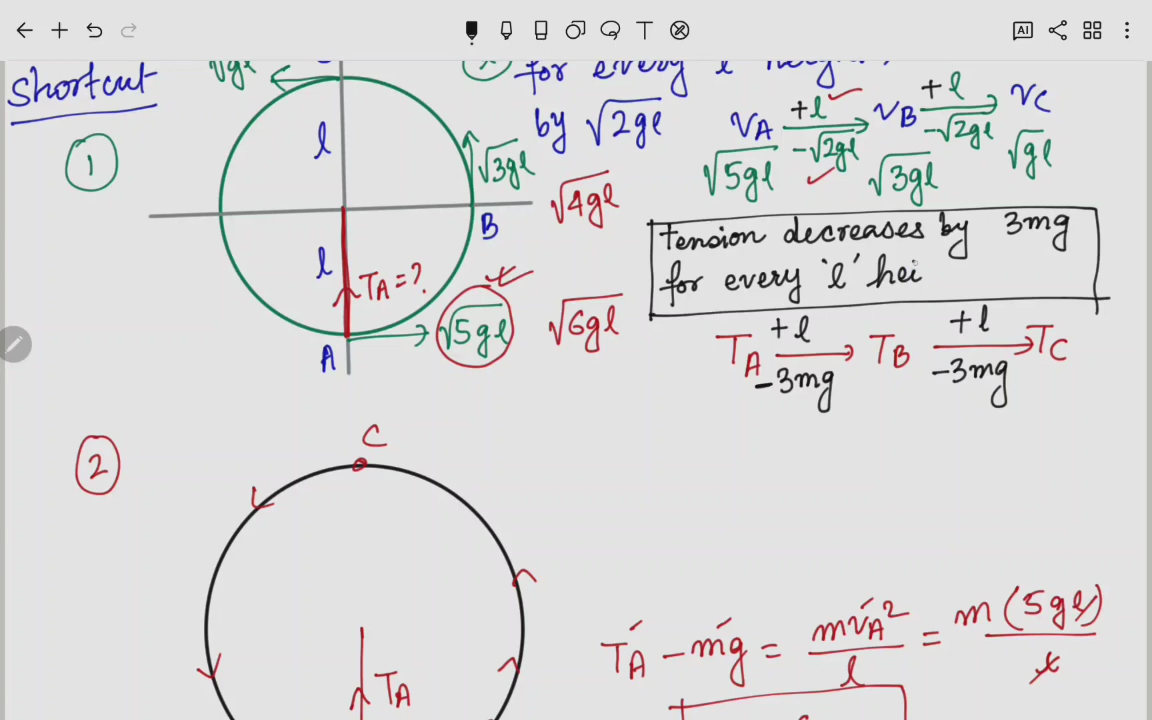 Shortcut
1
√gl
for every 'l' heigh
by √2gl
l
√3gl
B
√4gl
l
TA = ?
√5gl
√6gl
A
VA +l −√2gl VB +l −√2gl VC
√5gl √3gl √gl
Tension decreases by 3mg
for every 'l' hei
TA +l −3mg TB +l −3mg TC
2
C
TA
TA − mg = mVA² / l = m (5gl) / l